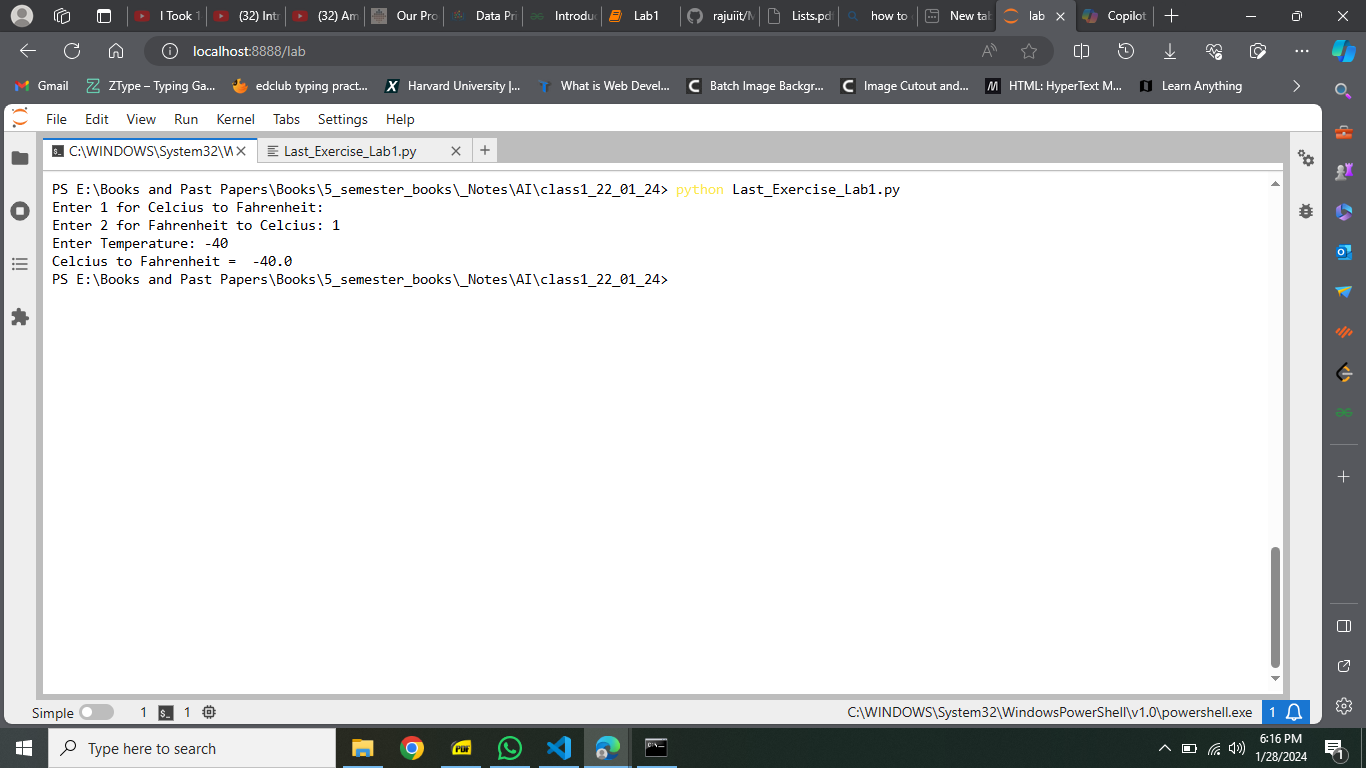 I Took 1
(32) Intr
(32) Am
Our Pro
Data Pri
Introduc
Lab1
rajuiit/M
Lists.pdf
how to
New tab
lab
Copilot
localhost:8888/lab
Gmail
ZType – Typing Ga...
edclub typing pract...
Harvard University |...
What is Web Devel...
Batch Image Backgr...
Image Cutout and...
HTML: HyperText M...
Learn Anything
File Edit View Run Kernel Tabs Settings Help
C:\WINDOWS\System32\W
Last_Exercise_Lab1.py
PS E:\Books and Past Papers\Books\5_semester_books\_Notes\AI\class1_22_01_24> python Last_Exercise_Lab1.py
Enter 1 for Celcius to Fahrenheit:
Enter 2 for Fahrenheit to Celcius: 1
Enter Temperature: -40
Celcius to Fahrenheit =  -40.0
PS E:\Books and Past Papers\Books\5_semester_books\_Notes\AI\class1_22_01_24>
Simple 1 1
C:\WINDOWS\System32\WindowsPowerShell\v1.0\powershell.exe
1
Type here to search
PDF
6:16 PM
1/28/2024
1